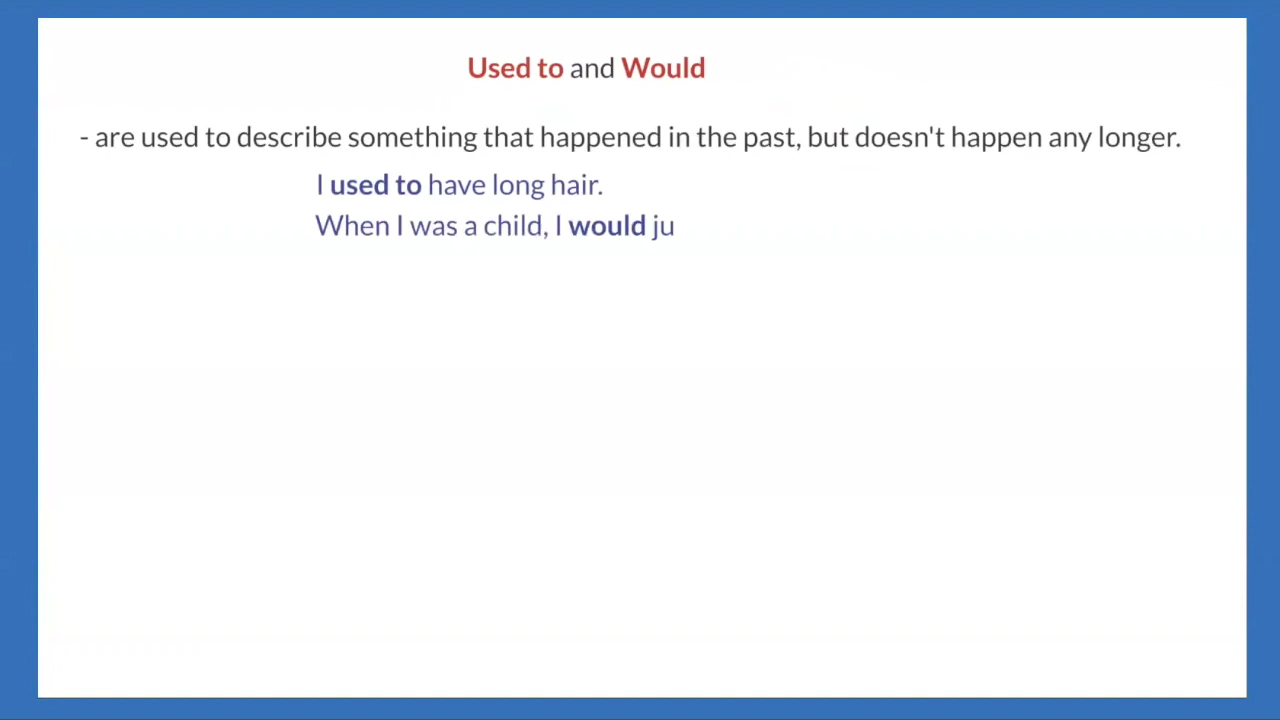 Used to and Would
- are used to describe something that happened in the past, but doesn't happen any longer.
I used to have long hair.
When I was a child, I would ju